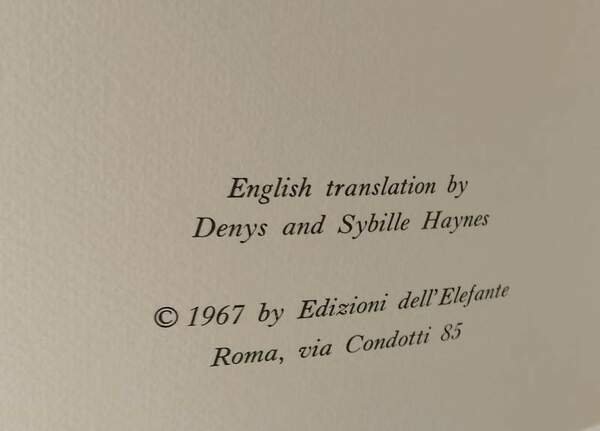 English translation by
Denys and Sybille Haynes
© 1967 by Edizioni dell'Elefante
Roma, via Condotti 85